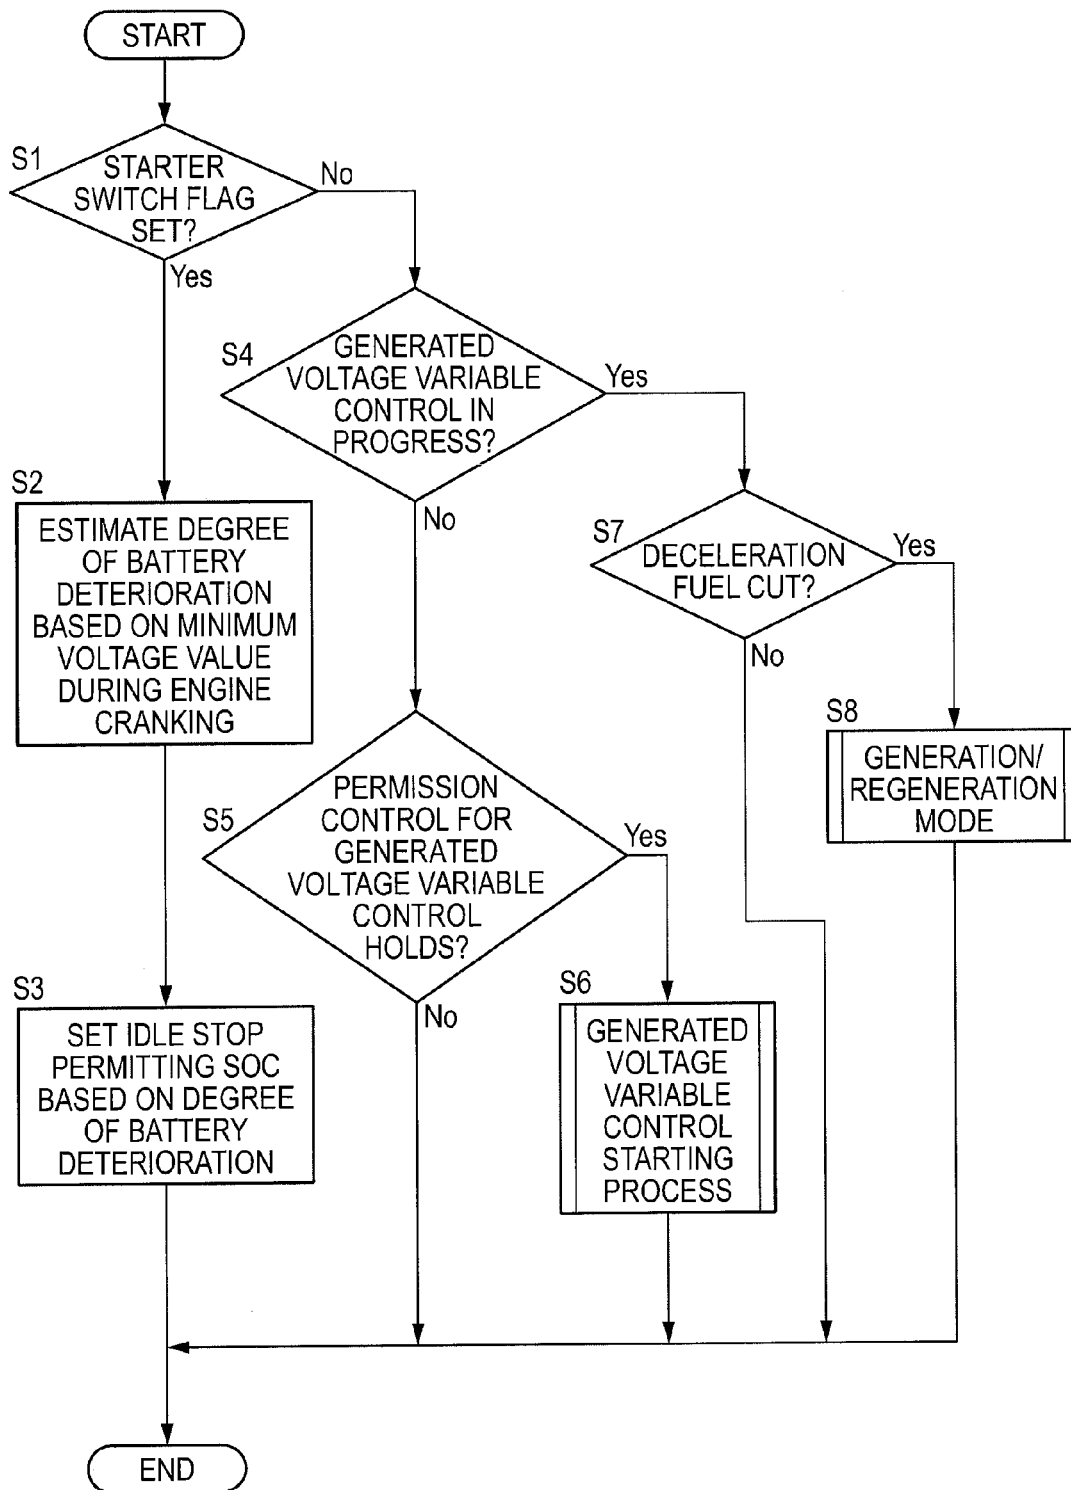 START
S1
STARTER
SWITCH FLAG
SET?
No
Yes
S4
GENERATED
VOLTAGE VARIABLE
CONTROL IN
PROGRESS?
Yes
No
S2
ESTIMATE DEGREE
OF BATTERY
DETERIORATION
BASED ON MINIMUM
VOLTAGE VALUE
DURING ENGINE
CRANKING
S7
DECELERATION
FUEL CUT?
Yes
No
S8
GENERATION/
REGENERATION
MODE
S5
PERMISSION
CONTROL FOR
GENERATED
VOLTAGE VARIABLE
CONTROL
HOLDS?
Yes
No
S3
SET IDLE STOP
PERMITTING SOC
BASED ON DEGREE
OF BATTERY
DETERIORATION
S6
GENERATED
VOLTAGE
VARIABLE
CONTROL
STARTING
PROCESS
END